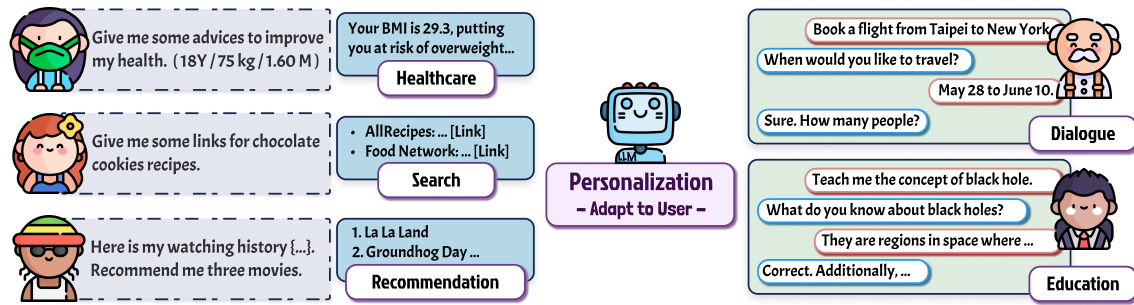 Give me some advices to improve
my health. (18Y / 75 kg / 1.60 M )
Your BMI is 29.3, putting
you at risk of overweight...
Healthcare
Give me some links for chocolate
cookies recipes.
• AllRecipes: ... [Link]
• Food Network: ... [Link]
Search
Here is my watching history {...}.
Recommend me three movies.
1. La La Land
2. Groundhog Day ...
Recommendation
LLM
Personalization
– Adapt to User –
Book a flight from Taipei to New York.
When would you like to travel?
May 28 to June 10.
Sure. How many people?
Dialogue
Teach me the concept of black hole.
What do you know about black holes?
They are regions in space where ...
Correct. Additionally, ...
Education